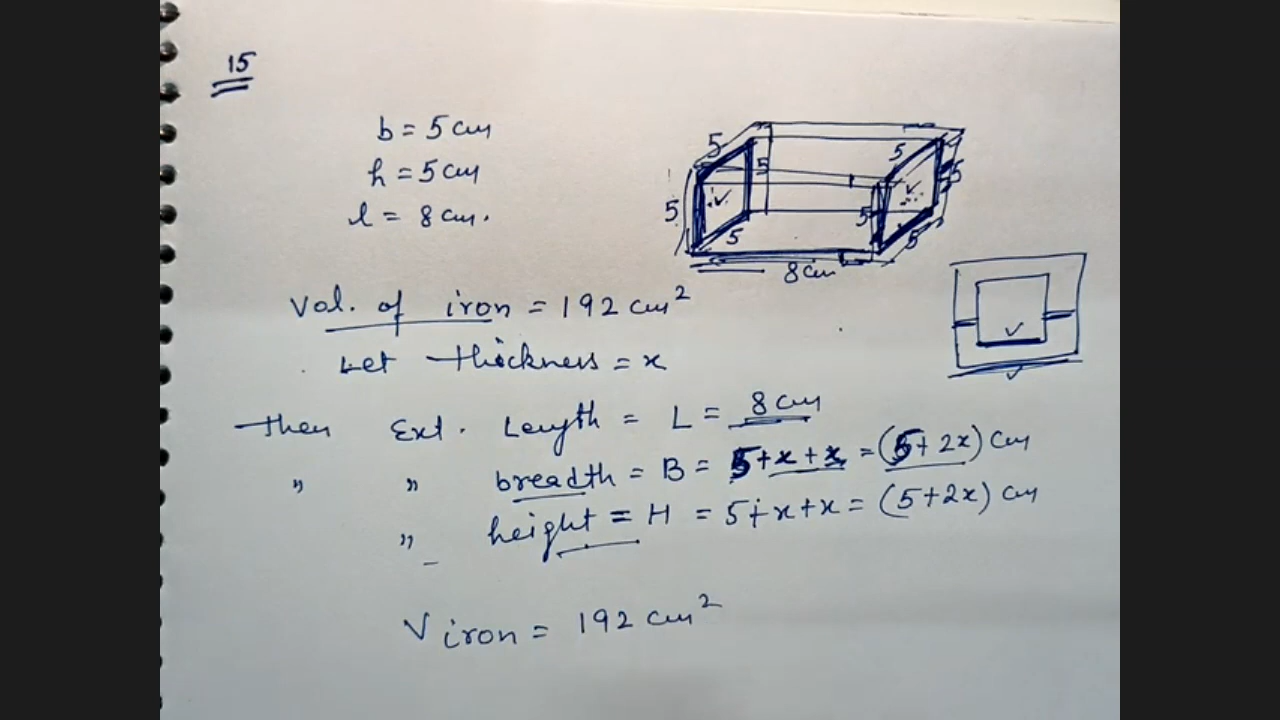 15
b = 5 cm
h = 5 cm
l = 8 cm.
5 5 5 5 5 5 5 5
8 cm
Vol. of iron = 192 cm²
Let thickness = x
Then Ext. Length = L = 8 cm
" " breadth = B = 5+x+x = (5+2x) cm
" height = H = 5+x+x = (5+2x) cm
V iron = 192 cm²